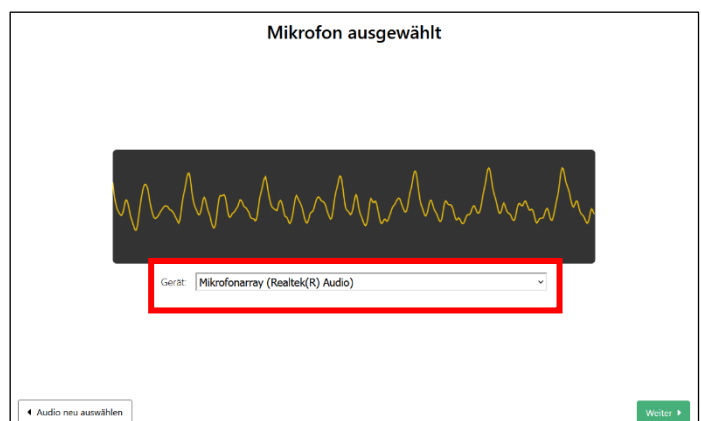 Mikrofon ausgewählt
Gerät: Mikrofonarray (Realtek(R) Audio)
Audio neu auswählen
Weiter